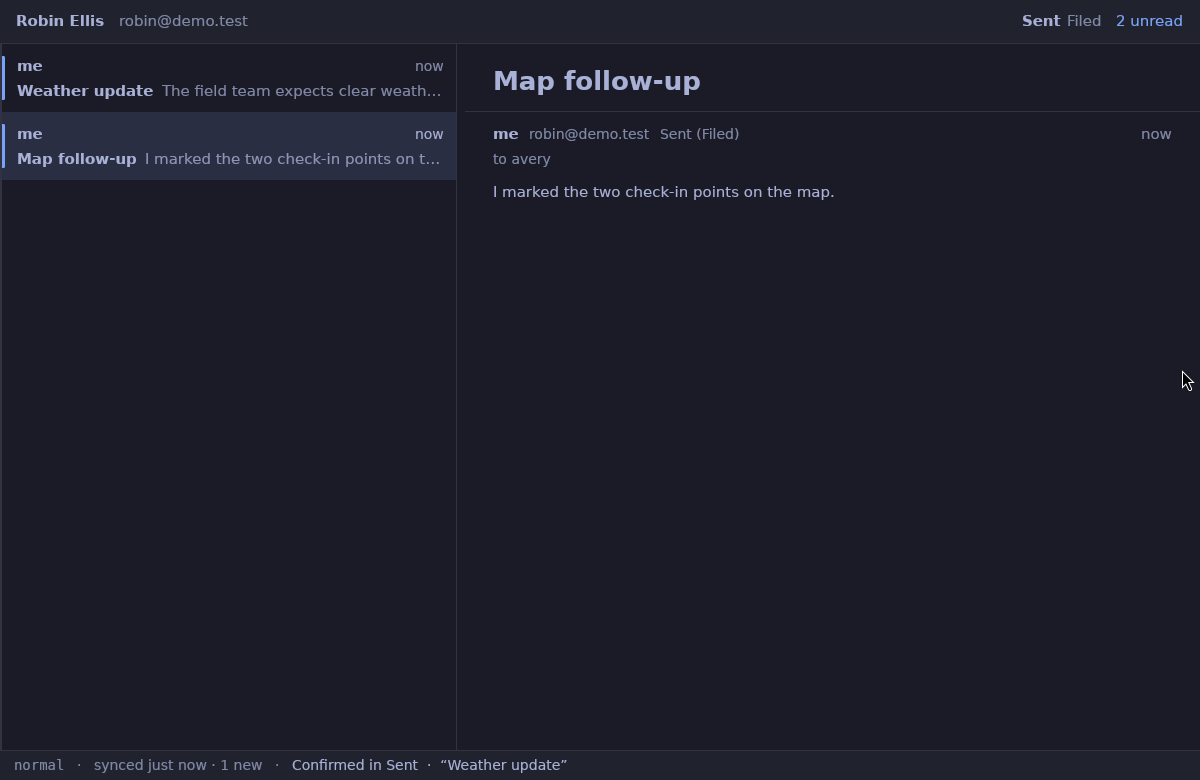 Robin Ellis robin@demo.test Sent Filed 2 unread
me now
Weather update The field team expects clear weath…
me now
Map follow-up I marked the two check-in points on t…
Map follow-up
me robin@demo.test Sent (Filed) now
to avery
I marked the two check-in points on the map.
normal · synced just now · 1 new · Confirmed in Sent · “Weather update”